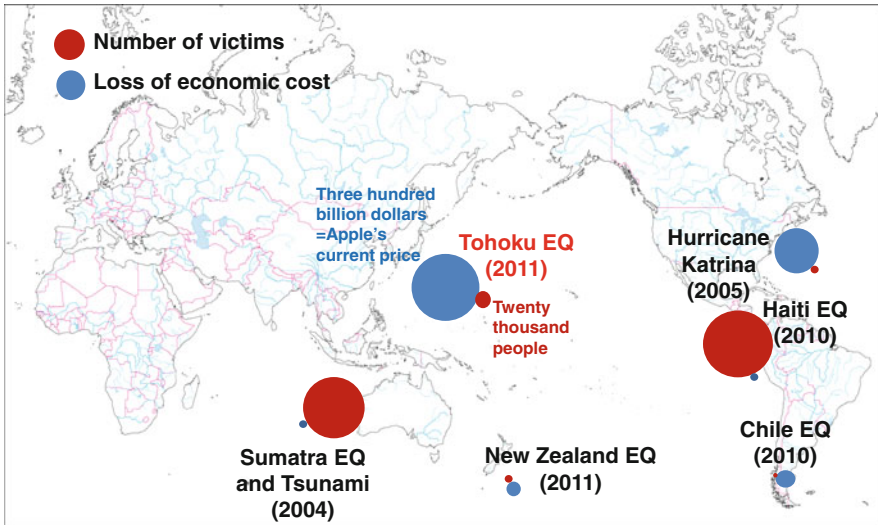 Number of victims
Loss of economic cost
Three hundred
billion dollars
=Apple's
current price
Tohoku EQ
(2011)
Twenty
thousand
people
Hurricane
Katrina
(2005)
Haiti EQ
(2010)
Sumatra EQ
and Tsunami
(2004)
New Zealand EQ
(2011)
Chile EQ
(2010)